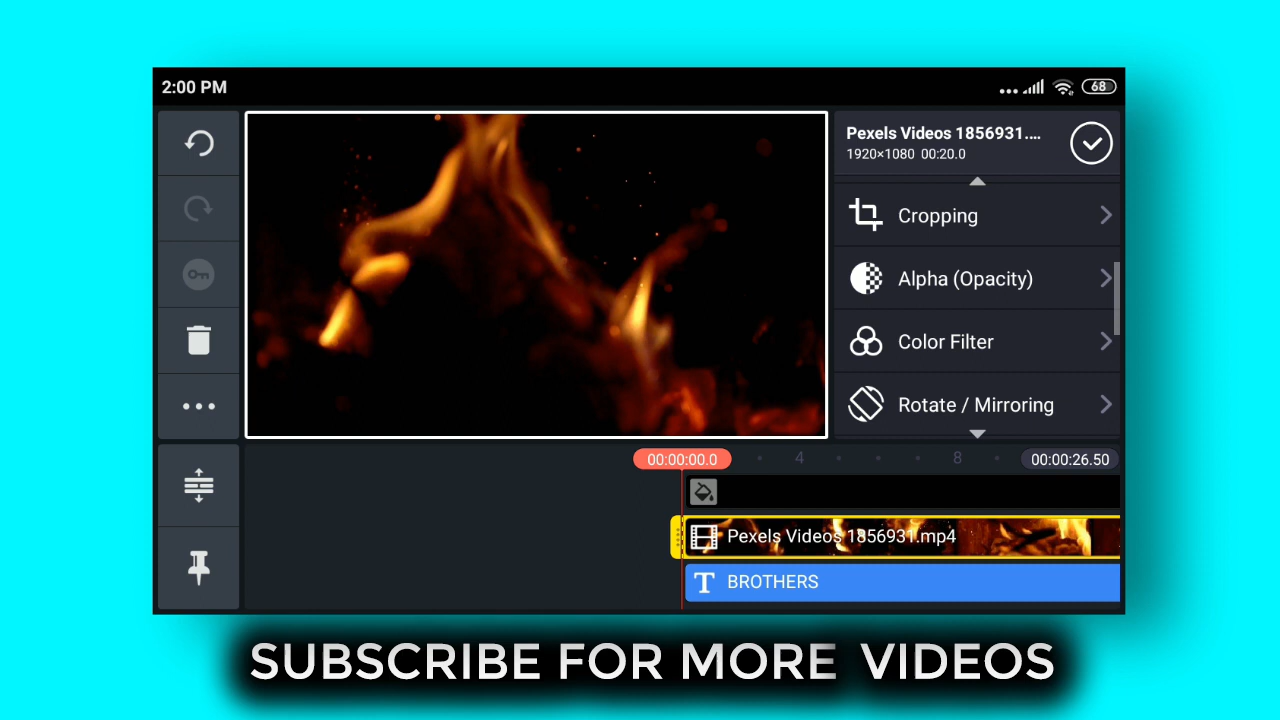 2:00 PM
68
Pexels Videos 1856931....
1920×1080 00:20.0
Cropping
Alpha (Opacity)
Color Filter
Rotate / Mirroring
00:00:00.0
4
8
00:00:26.50
Pexels Videos 1856931.mp4
T BROTHERS
SUBSCRIBE FOR MORE VIDEOS